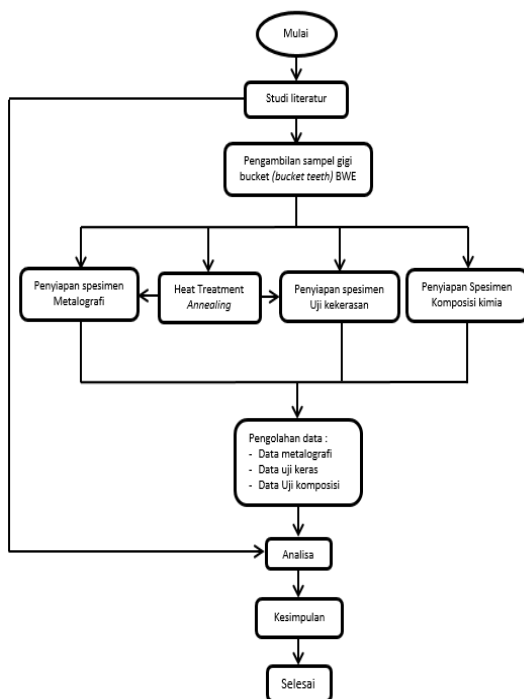 Mulai
Studi literatur
Pengambilan sampel gigi
bucket (bucket teeth) BWE
Penyiapan spesimen
Metalografi
Heat Treatment
Annealing
Penyiapan spesimen
Uji kekerasan
Penyiapan Spesimen
Komposisi kimia
Pengolahan data :
- Data metalografi
- Data uji keras
- Data Uji komposisi
Analisa
Kesimpulan
Selesai